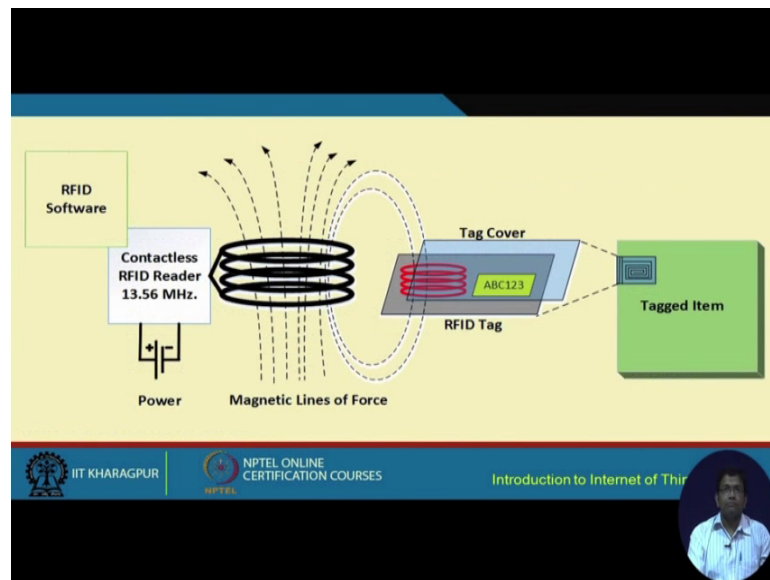 RFID
Software
Contactless
RFID Reader
13.56 MHz.
+ -
Power
Magnetic Lines of Force
Tag Cover
ABC123
RFID Tag
Tagged Item
IIT KHARAGPUR
NPTEL
NPTEL ONLINE
CERTIFICATION COURSES
Introduction to Internet of Thin